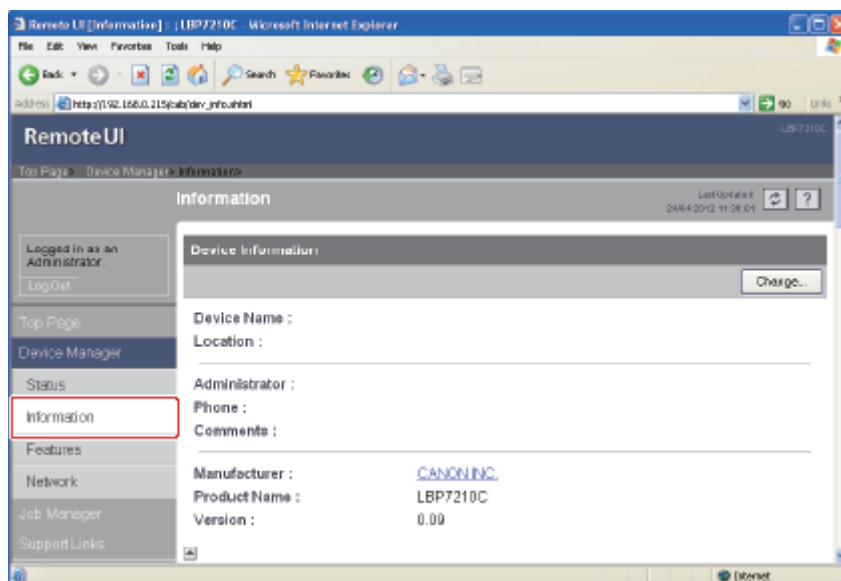 Remote UI [Information] : ; LBP7210C - Microsoft Internet Explorer
File Edit View Favorites Tools Help
Back Search Favorites
Address http://192.168.0.215/cab/dev_info.shtml Go Links
Remote UI
LBP7210C
Top Page> Device Manager> Information>
Information
Last Updated
24/04/2012 11:36:01
?
Logged in as an
Administrator.
Log Out
Device Information
Change...
Top Page
Device Manager
Status
Information
Features
Network
Job Manager
Support Links
Device Name :
Location :
Administrator :
Phone :
Comments :
Manufacturer : CANON INC.
Product Name : LBP7210C
Version : 0.09
Internet